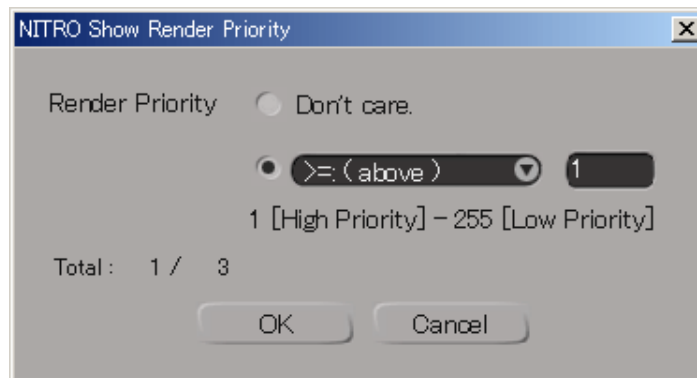 NITRO Show Render Priority
Render Priority Don't care.
>=:(above) 1
1 [High Priority] - 255 [Low Priority]
Total: 1 / 3
OK Cancel